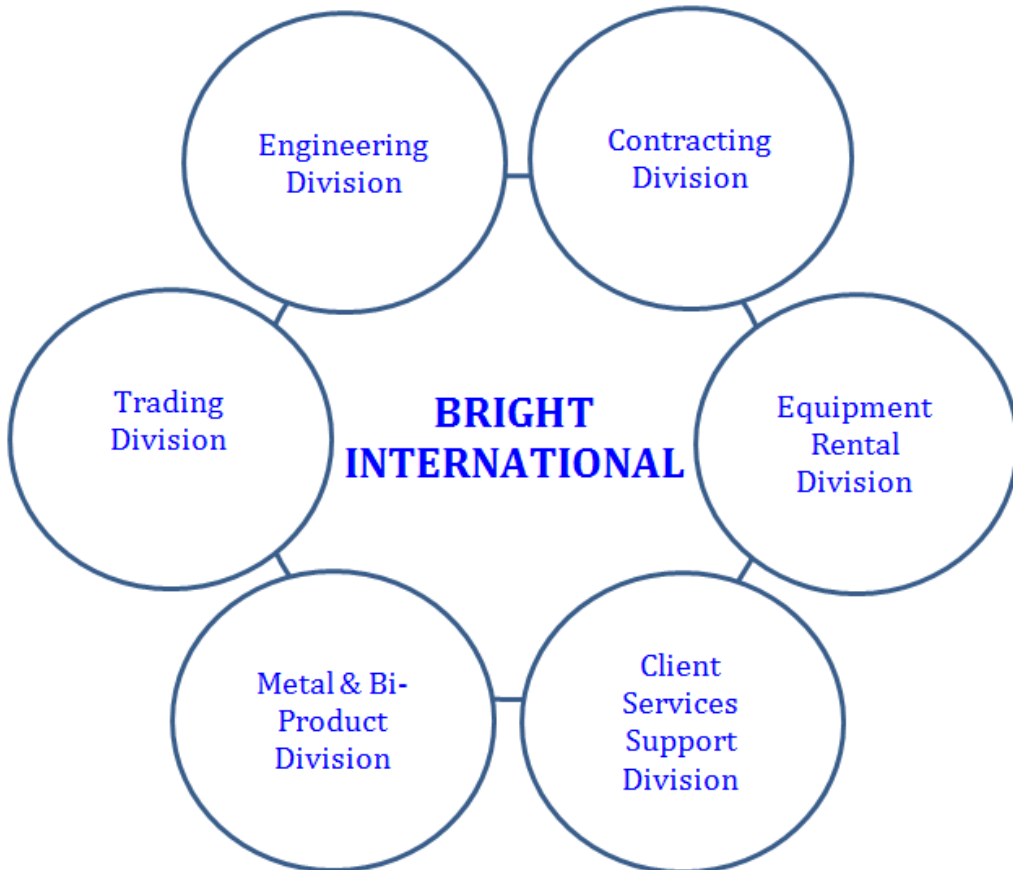 Engineering
Division
Contracting
Division
Trading
Division
BRIGHT
INTERNATIONAL
Equipment
Rental
Division
Metal & Bi-
Product
Division
Client
Services
Support
Division